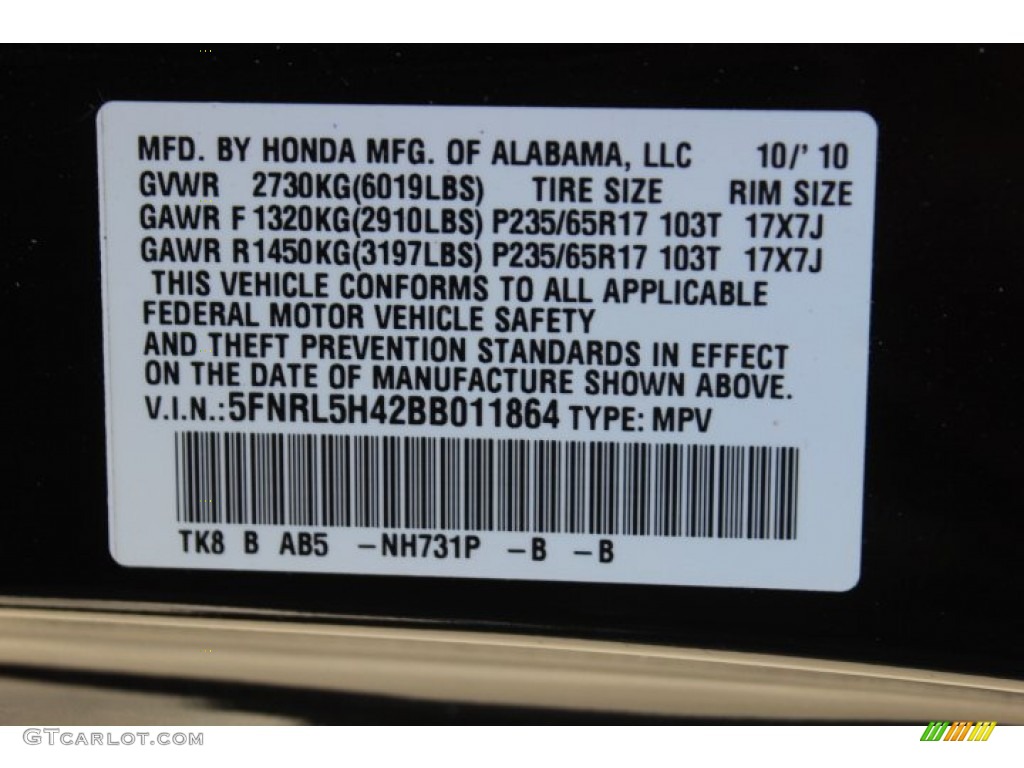 MFD. BY HONDA MFG. OF ALABAMA, LLC 10/' 10
GVWR 2730KG(6019LBS) TIRE SIZE RIM SIZE
GAWR F 1320KG(2910LBS) P235/65R17 103T 17X7J
GAWR R1450KG(3197LBS) P235/65R17 103T 17X7J
THIS VEHICLE CONFORMS TO ALL APPLICABLE
FEDERAL MOTOR VEHICLE SAFETY
AND THEFT PREVENTION STANDARDS IN EFFECT
ON THE DATE OF MANUFACTURE SHOWN ABOVE.
V.I.N.:5FNRL5H42BB011864 TYPE: MPV
TK8 B AB5 -NH731P -B -B
GTCARLOT.COM